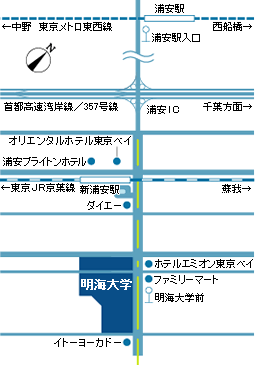 浦安駅
←中野 東京メトロ東西線 西船橋→
浦安駅入口
首都高速湾岸線／357号線 浦安IC 千葉方面→
オリエンタルホテル東京ベイ
浦安ブライトンホテル
←東京JR京葉線 新浦安駅 蘇我→
ダイエー
ホテルエミオン東京ベイ
明海大学 ファミリーマート
明海大学前
イトーヨーカドー